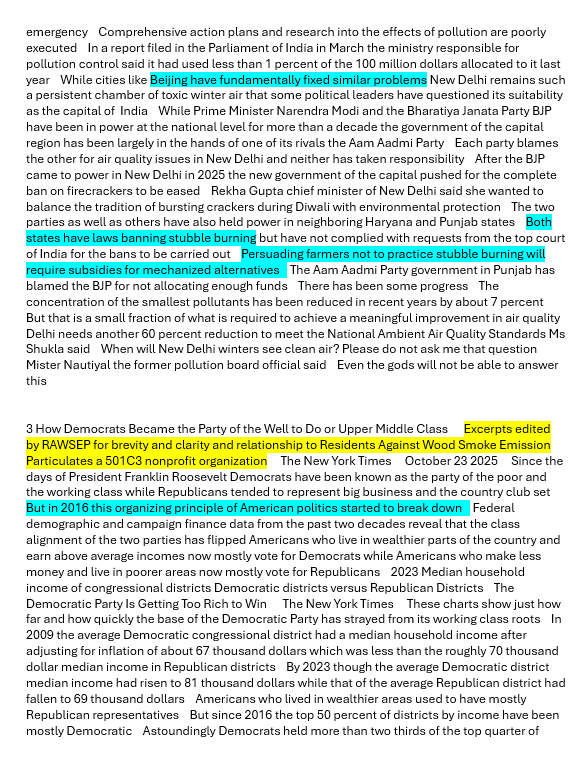 emergency   Comprehensive action plans and research into the effects of pollution are poorly
executed   In a report filed in the Parliament of India in March the ministry responsible for
pollution control said it had used less than 1 percent of the 100 million dollars allocated to it last
year   While cities like Beijing have fundamentally fixed similar problems New Delhi remains such
a persistent chamber of toxic winter air that some political leaders have questioned its suitability
as the capital of  India   While Prime Minister Narendra Modi and the Bharatiya Janata Party BJP
have been in power at the national level for more than a decade the government of the capital
region has been largely in the hands of one of its rivals the Aam Aadmi Party   Each party blames
the other for air quality issues in New Delhi and neither has taken responsibility   After the BJP
came to power in New Delhi in 2025 the new government of the capital pushed for the complete
ban on firecrackers to be eased   Rekha Gupta chief minister of New Delhi said she wanted to
balance the tradition of bursting crackers during Diwali with environmental protection   The two
parties as well as others have also held power in neighboring Haryana and Punjab states   Both
states have laws banning stubble burning but have not complied with requests from the top court
of India for the bans to be carried out   Persuading farmers not to practice stubble burning will
require subsidies for mechanized alternatives   The Aam Aadmi Party government in Punjab has
blamed the BJP for not allocating enough funds   There has been some progress   The
concentration of the smallest pollutants has been reduced in recent years by about 7 percent
But that is a small fraction of what is required to achieve a meaningful improvement in air quality
Delhi needs another 60 percent reduction to meet the National Ambient Air Quality Standards Ms
Shukla said   When will New Delhi winters see clean air? Please do not ask me that question
Mister Nautiyal the former pollution board official said   Even the gods will not be able to answer
this
3 How Democrats Became the Party of the Well to Do or Upper Middle Class   Excerpts edited
by RAWSEP for brevity and clarity and relationship to Residents Against Wood Smoke Emission
Particulates a 501C3 nonprofit organization   The New York Times   October 23 2025   Since the
days of President Franklin Roosevelt Democrats have been known as the party of the poor and
the working class while Republicans tended to represent big business and the country club set
But in 2016 this organizing principle of American politics started to break down   Federal
demographic and campaign finance data from the past two decades reveal that the class
alignment of the two parties has flipped Americans who live in wealthier parts of the country and
earn above average incomes now mostly vote for Democrats while Americans who make less
money and live in poorer areas now mostly vote for Republicans   2023 Median household
income of congressional districts Democratic districts versus Republican Districts   The
Democratic Party Is Getting Too Rich to Win   The New York Times   These charts show just how
far and how quickly the base of the Democratic Party has strayed from its working class roots   In
2009 the average Democratic congressional district had a median household income after
adjusting for inflation of about 67 thousand dollars which was less than the roughly 70 thousand
dollar median income in Republican districts   By 2023 though the average Democratic district
median income had risen to 81 thousand dollars while that of the average Republican district had
fallen to 69 thousand dollars   Americans who lived in wealthier areas used to have mostly
Republican representatives   But since 2016 the top 50 percent of districts by income have been
mostly Democratic   Astoundingly Democrats held more than two thirds of the top quarter of